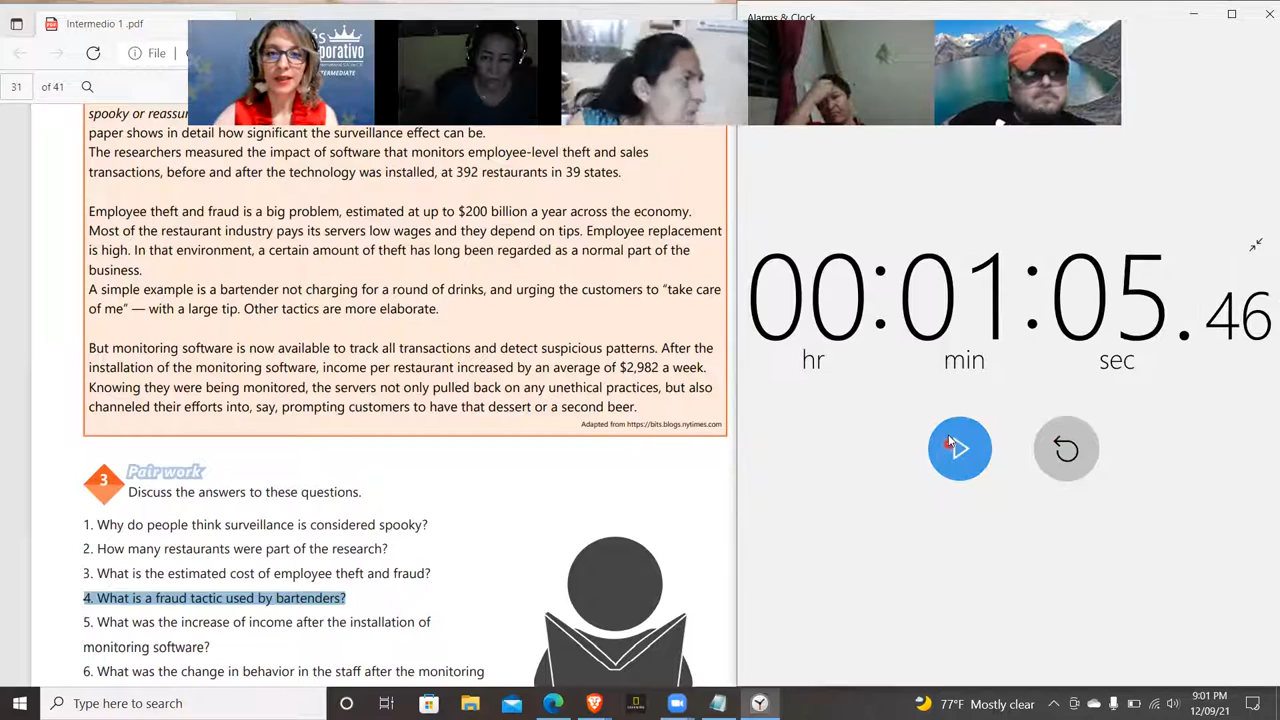 Intermedio 1 .pdf
Alarms & Clock
File
és
porativo
TERMEDIATE
31
of 41
spooky or reassur
paper shows in detail how significant the surveillance effect can be.
The researchers measured the impact of software that monitors employee-level theft and sales
transactions, before and after the technology was installed, at 392 restaurants in 39 states.
Employee theft and fraud is a big problem, estimated at up to $200 billion a year across the economy.
Most of the restaurant industry pays its servers low wages and they depend on tips. Employee replacement
is high. In that environment, a certain amount of theft has long been regarded as a normal part of the
business.
A simple example is a bartender not charging for a round of drinks, and urging the customers to “take care
of me” — with a large tip. Other tactics are more elaborate.
But monitoring software is now available to track all transactions and detect suspicious patterns. After the
installation of the monitoring software, income per restaurant increased by an average of $2,982 a week.
Knowing they were being monitored, the servers not only pulled back on any unethical practices, but also
channeled their efforts into, say, prompting customers to have that dessert or a second beer.
Adapted from https://bits.blogs.nytimes.com
3
Pair work
Discuss the answers to these questions.
1. Why do people think surveillance is considered spooky?
2. How many restaurants were part of the research?
3. What is the estimated cost of employee theft and fraud?
4. What is a fraud tactic used by bartenders?
5. What was the increase of income after the installation of
monitoring software?
6. What was the change in behavior in the staff after the monitoring
00:01:05.46
hr min sec
Type here to search
77°F Mostly clear
9:01 PM
12/09/21